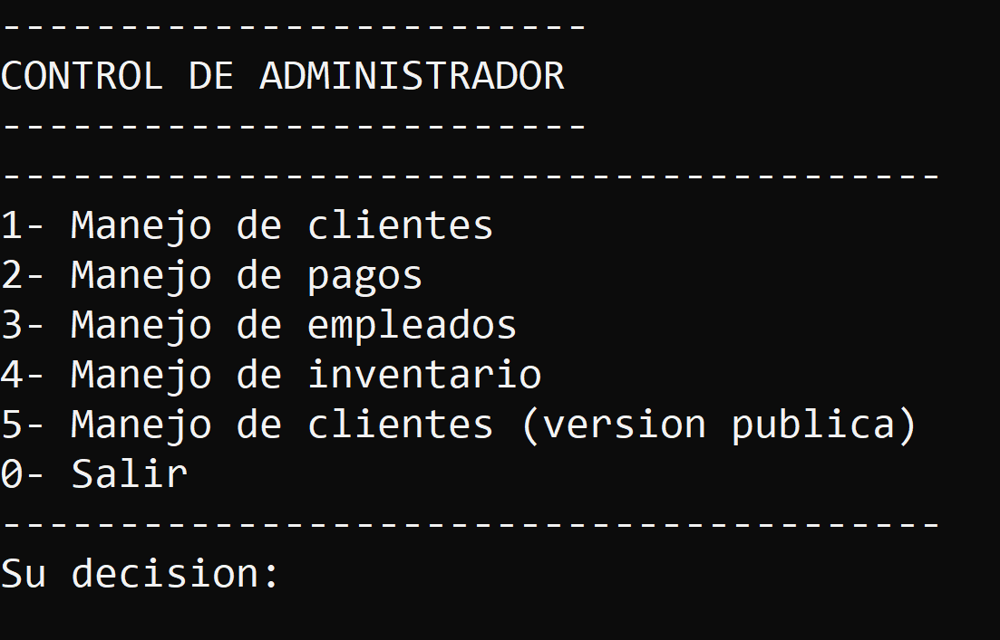 -------------------------
CONTROL DE ADMINISTRADOR
-------------------------
----------------------------------------
1- Manejo de clientes
2- Manejo de pagos
3- Manejo de empleados
4- Manejo de inventario
5- Manejo de clientes (version publica)
0- Salir
----------------------------------------
Su decision: